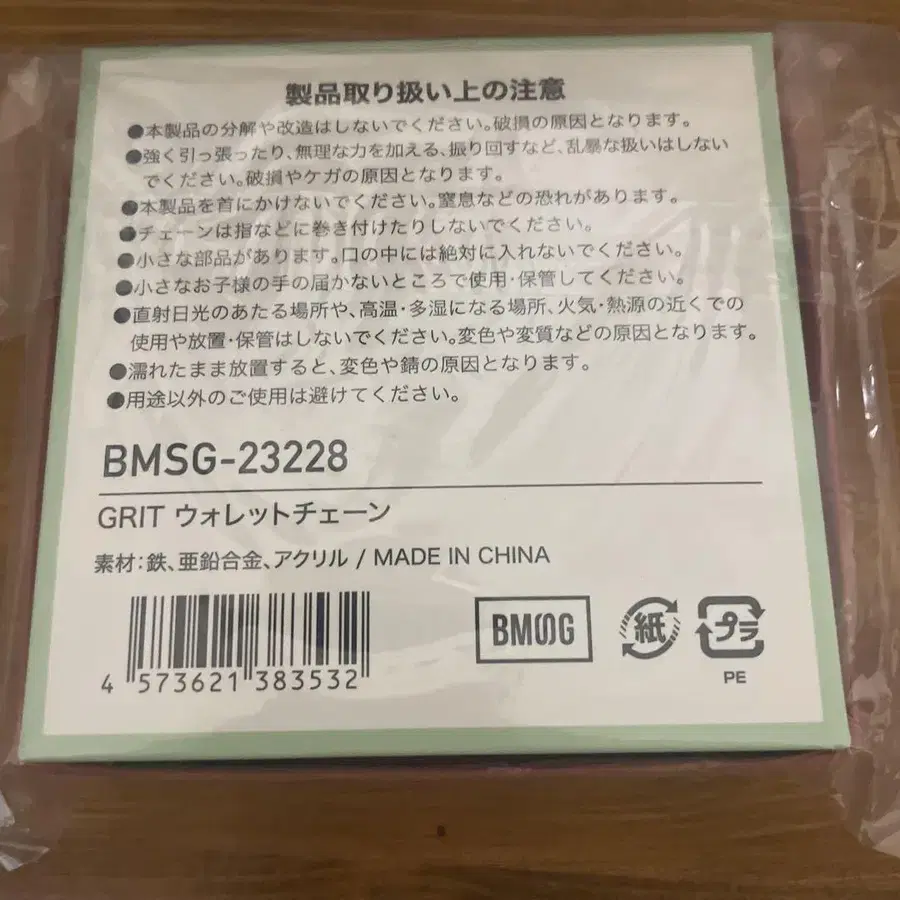 製品取り扱い上の注意
●本製品の分解や改造はしないでください。破損の原因となります。
●強く引っ張ったり、無理な力を加える、振り回すなど、乱暴な扱いはしない
でください。破損やケガの原因となります。
●本製品を首にかけないでください。窒息などの恐れがあります。
●チェーンは指などに巻き付けたりしないでください。
●小さな部品があります。口の中には絶対に入れないでください。
●小さなお子様の手の届かないところで使用・保管してください。
●直射日光のあたる場所や、高温・多湿になる場所、火気・熱源の近くでの
使用や放置・保管はしないでください。変色や変質などの原因となります。
●濡れたまま放置すると、変色や錆の原因となります。
●用途以外のご使用は避けてください。
BMSG-23228
GRIT ウォレットチェーン
素材：鉄、亜鉛合金、アクリル / MADE IN CHINA
4 573621 383532
BMSG
紙
プラ
PE